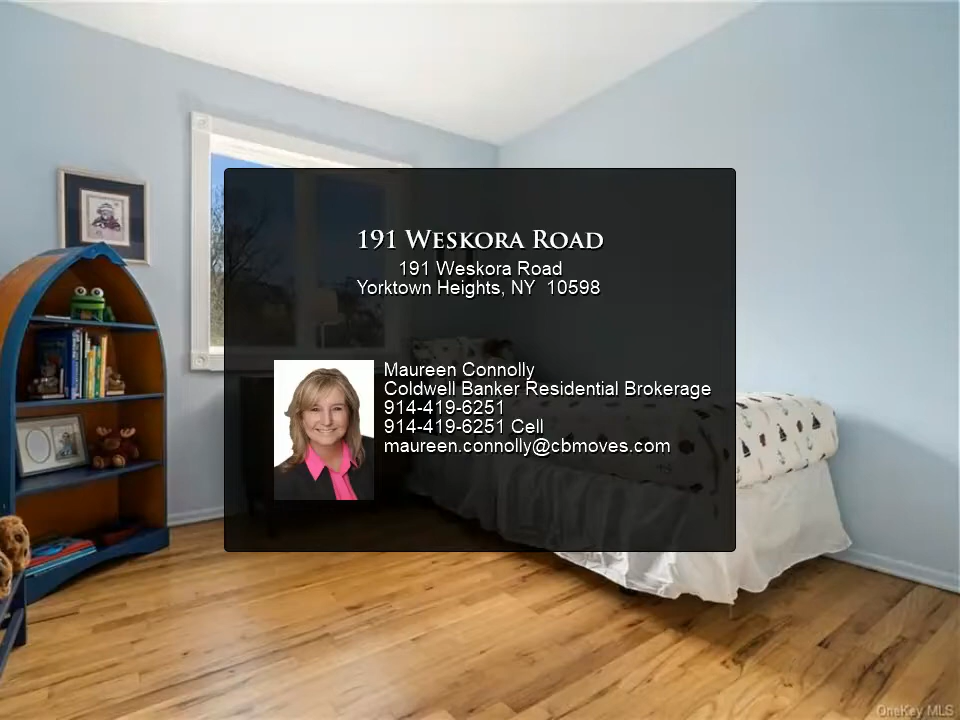 191 Weskora Road
191 Weskora Road
Yorktown Heights, NY 10598
Maureen Connolly
Coldwell Banker Residential Brokerage
914-419-6251
914-419-6251 Cell
maureen.connolly@cbmoves.com
OneKey MLS